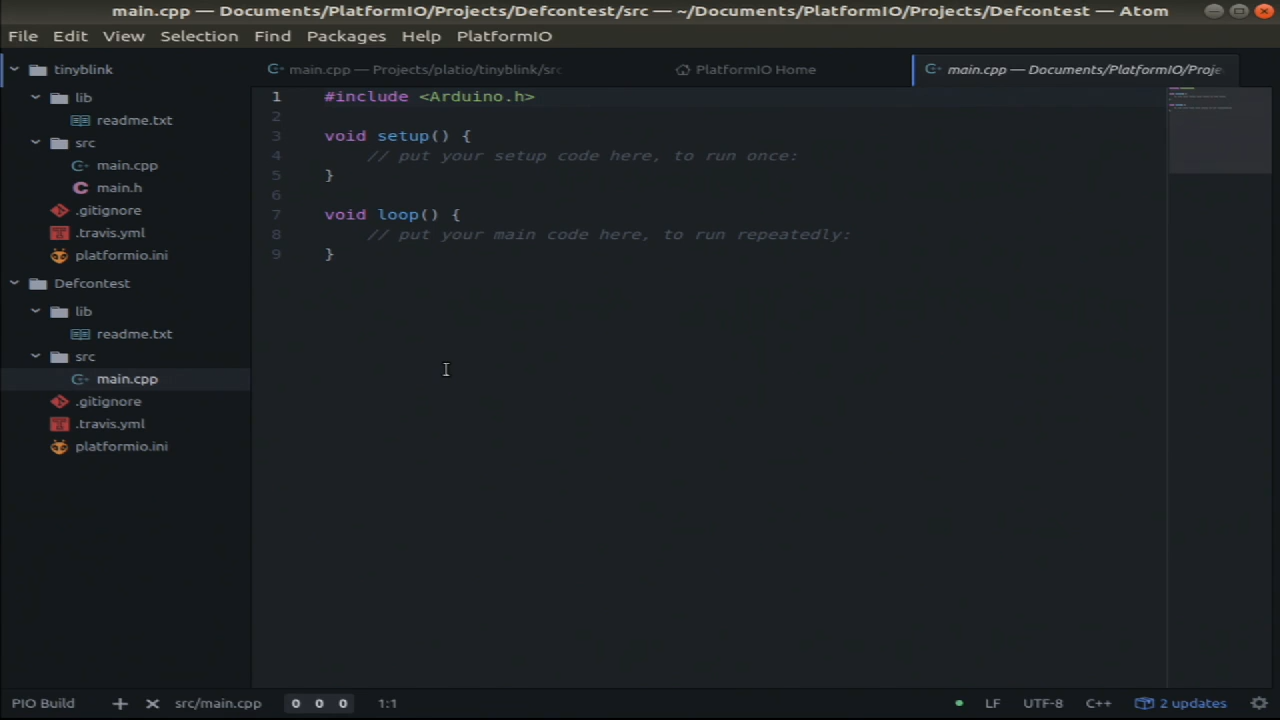 main.cpp — Documents/PlatformIO/Projects/Defcontest/src — ~/Documents/PlatformIO/Projects/Defcontest — Atom
File Edit View Selection Find Packages Help PlatformIO
tinyblink
lib
readme.txt
src
main.cpp
main.h
.gitignore
.travis.yml
platformio.ini
Defcontest
lib
readme.txt
src
main.cpp
.gitignore
.travis.yml
platformio.ini
main.cpp — Projects/platio/tinyblink/src
PlatformIO Home
main.cpp — Documents/PlatformIO/Proje
1 #include <Arduino.h>
2
3 void setup() {
4 // put your setup code here, to run once:
5 }
6
7 void loop() {
8 // put your main code here, to run repeatedly:
9 }
PIO Build + × src/main.cpp 0 0 0 1:1 LF UTF-8 C++ 2 updates